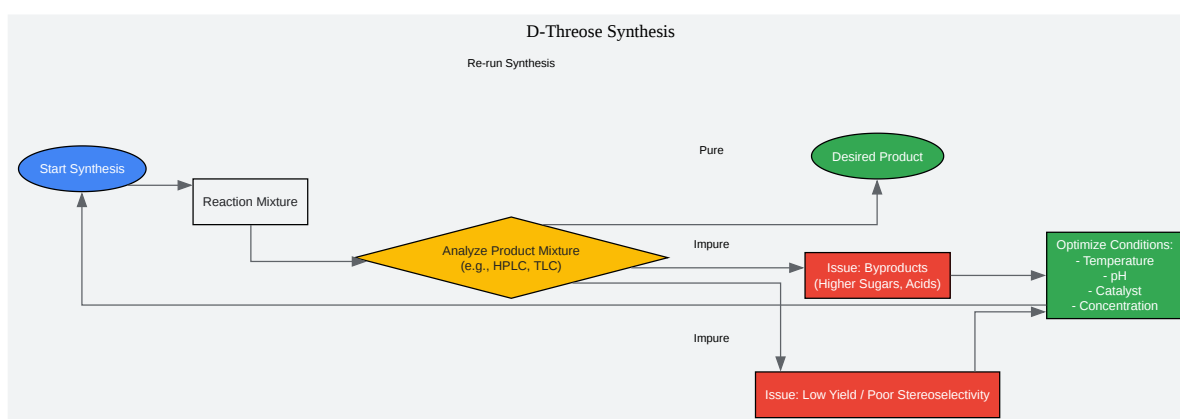 D-Threose Synthesis
Re-run Synthesis
Start Synthesis
Reaction Mixture
Analyze Product Mixture
(e.g., HPLC, TLC)
Pure
Desired Product
Impure
Issue: Byproducts
(Higher Sugars, Acids)
Impure
Issue: Low Yield / Poor Stereoselectivity
Optimize Conditions:
- Temperature
- pH
- Catalyst
- Concentration